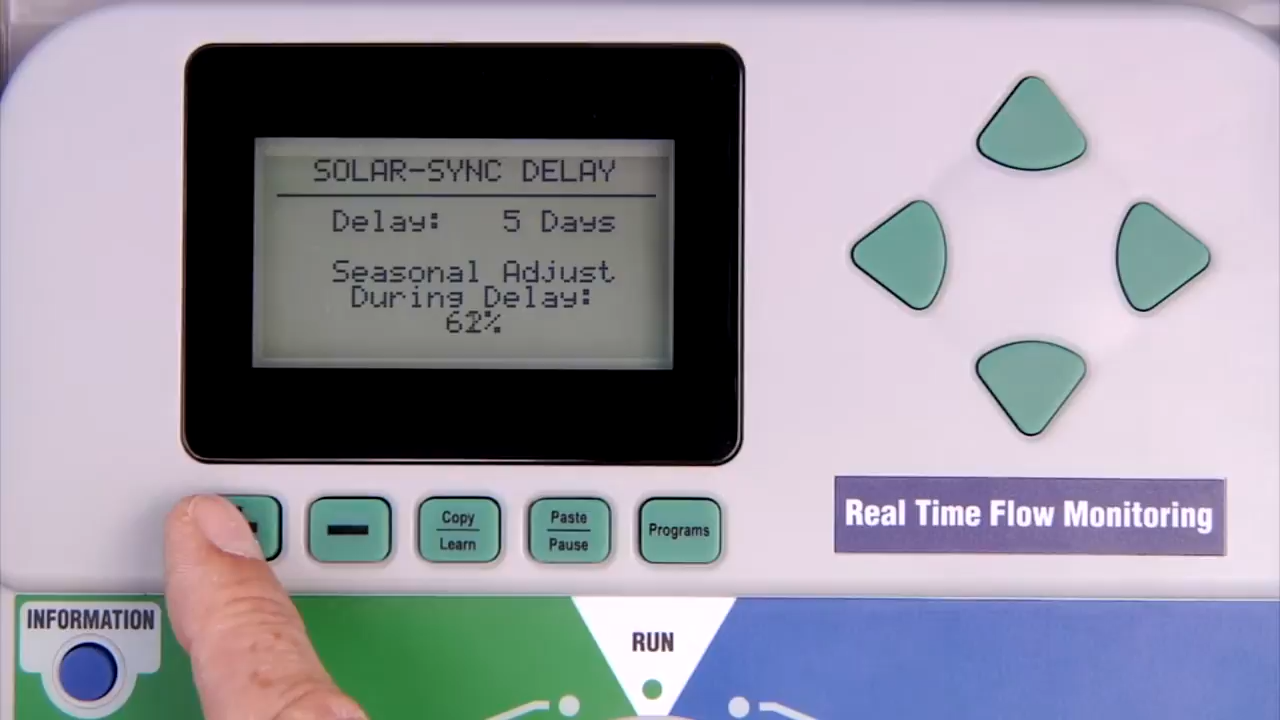 SOLAR-SYNC DELAY
Delay: 5 Days
Seasonal Adjust
During Delay:
62%
Copy
Learn
Paste
Pause
Programs
Real Time Flow Monitoring
INFORMATION
RUN